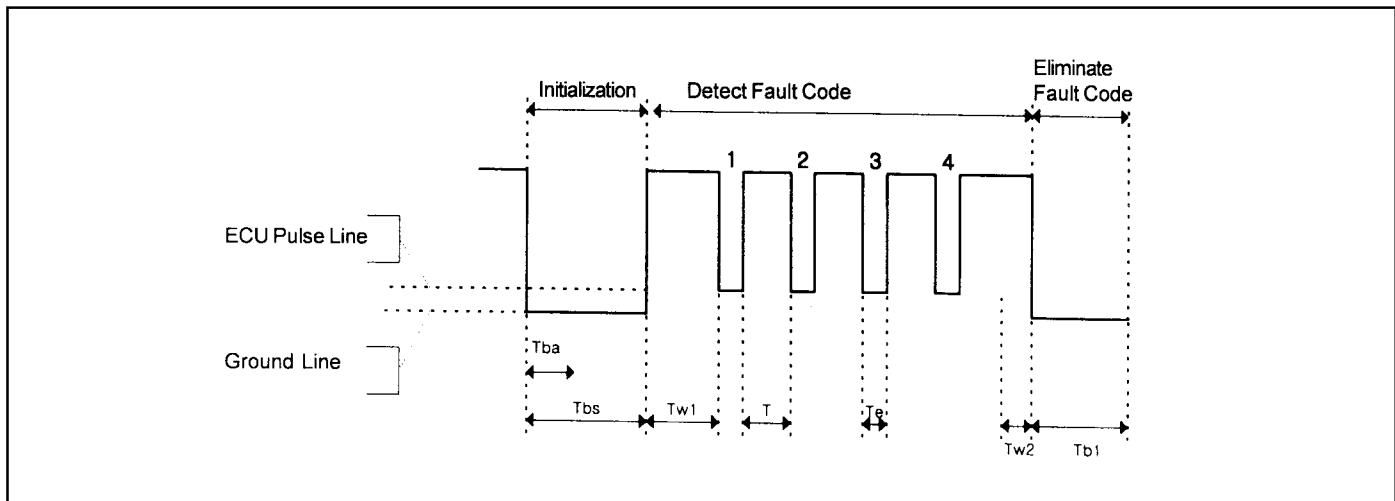 Initialization
Detect Fault Code
Eliminate
Fault Code
1
2
3
4
ECU Pulse Line
Ground Line
Tba
Tbs
Tw1
T
Te
Tw2
Tb1